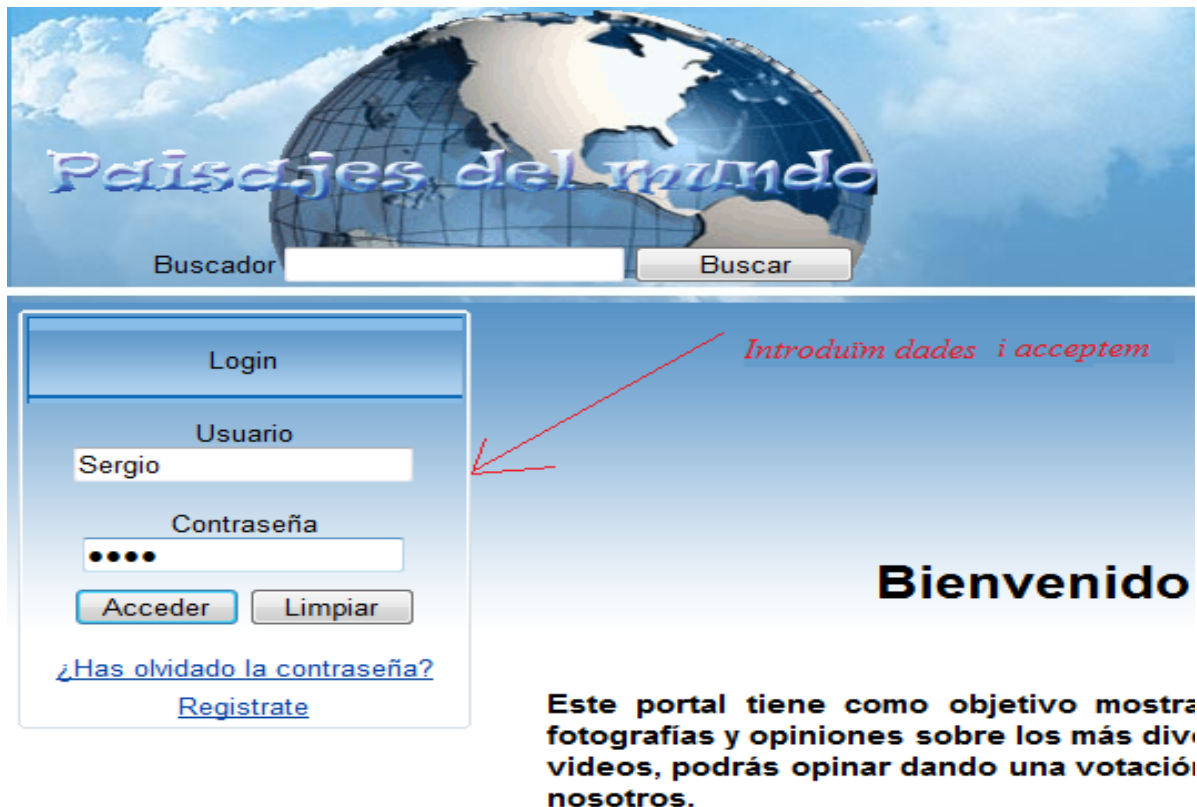 Paisajes del mundo
Buscador Buscar
Login
Introduïm dades i acceptem
Usuario
Sergio
Contraseña
••••
Acceder Limpiar
Bienvenido
¿Has olvidado la contraseña?
Registrate
Este portal tiene como objetivo mostra
fotografías y opiniones sobre los más dive
videos, podrás opinar dando una votación
nosotros.